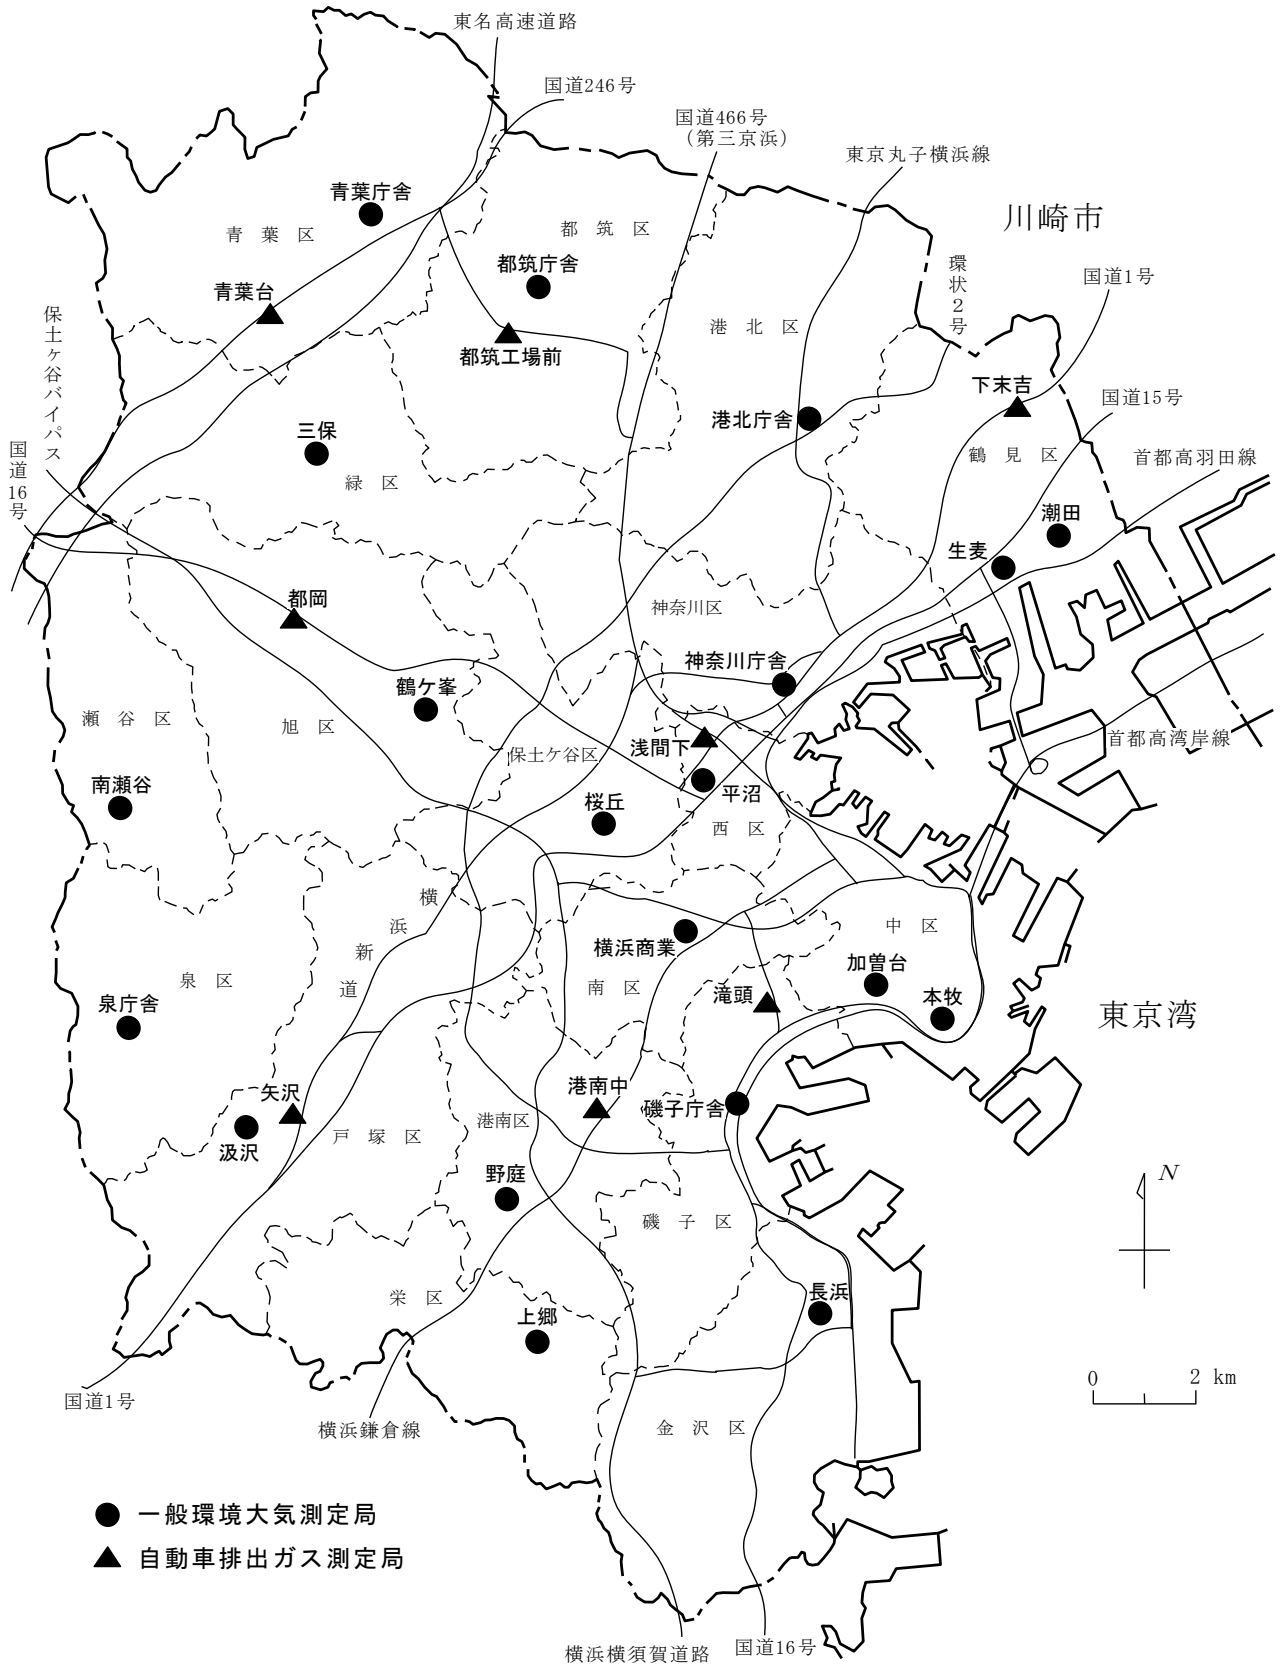 東名高速道路
国道246号
国道466号
（第三京浜）
東京丸子横浜線
川崎市
青葉庁舎
青葉区
都筑区
都筑庁舎
環状2号
国道1号
青葉台
保土ヶ谷バイパス
港北区
都筑工場前
下末吉
国道15号
港北庁舎
三保
鶴見区
首都高羽田線
国道16号
緑区
潮田
生麦
都岡
神奈川区
神奈川庁舎
鶴ケ峯
瀬谷区
旭区
保土ケ谷区
浅間下
首都高湾岸線
南瀬谷
桜丘
平沼
西区
横浜新道
中区
横浜商業
加曽台
泉区
南区
滝頭
本牧
東京湾
泉庁舎
矢沢
港南中
磯子庁舎
港南区
戸塚区
汲沢
野庭
N
磯子区
栄区
上郷
長浜
0 2 km
国道1号
横浜鎌倉線
金沢区
一般環境大気測定局
自動車排出ガス測定局
横浜横須賀道路
国道16号